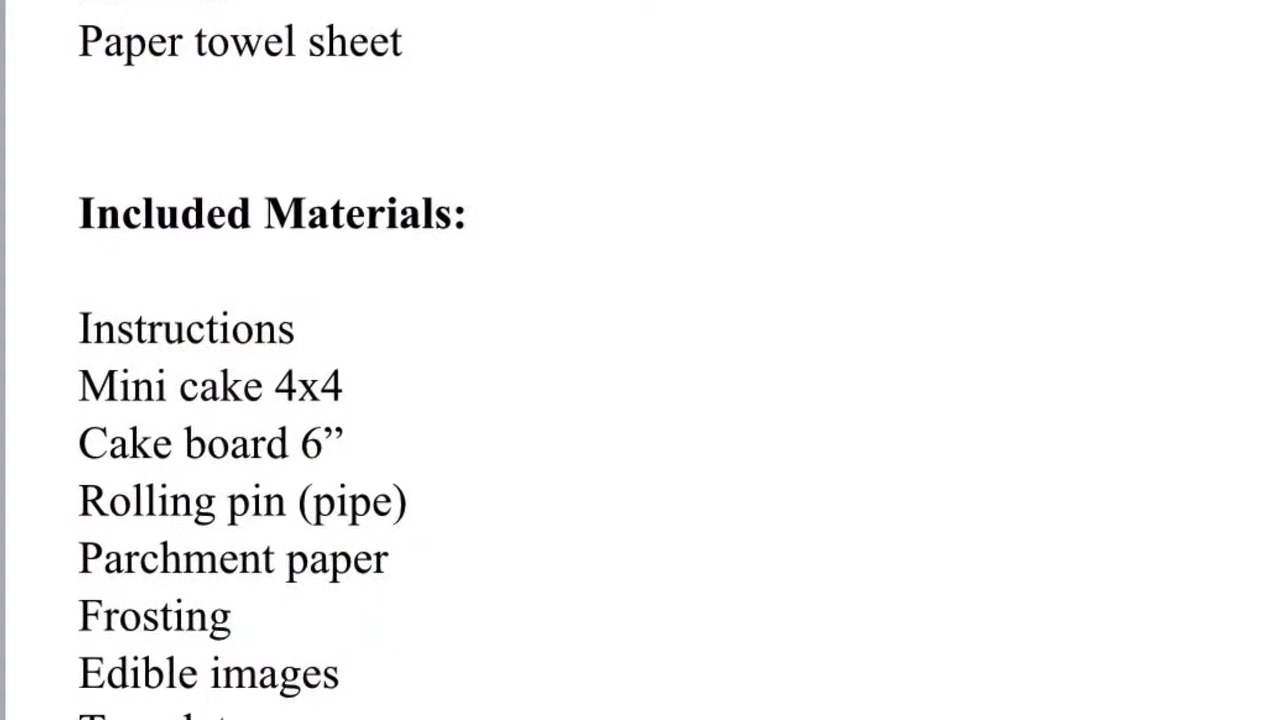 Paper towel sheet
Included Materials:
Instructions
Mini cake 4x4
Cake board 6”
Rolling pin (pipe)
Parchment paper
Frosting
Edible images